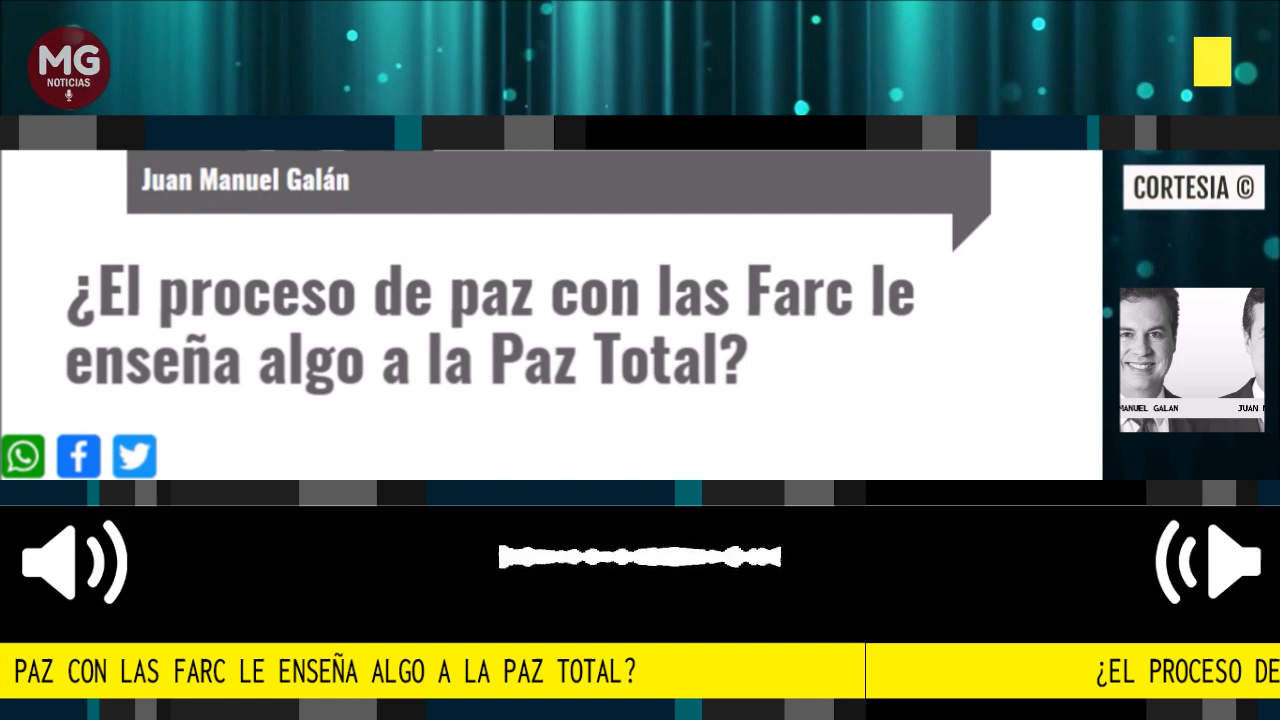 MG
NOTICIAS
Juan Manuel Galán
CORTESIA ©
¿El proceso de paz con las Farc le
enseña algo a la Paz Total?
MANUEL GALAN JUAN
PAZ CON LAS FARC LE ENSEÑA ALGO A LA PAZ TOTAL? ¿EL PROCESO DE